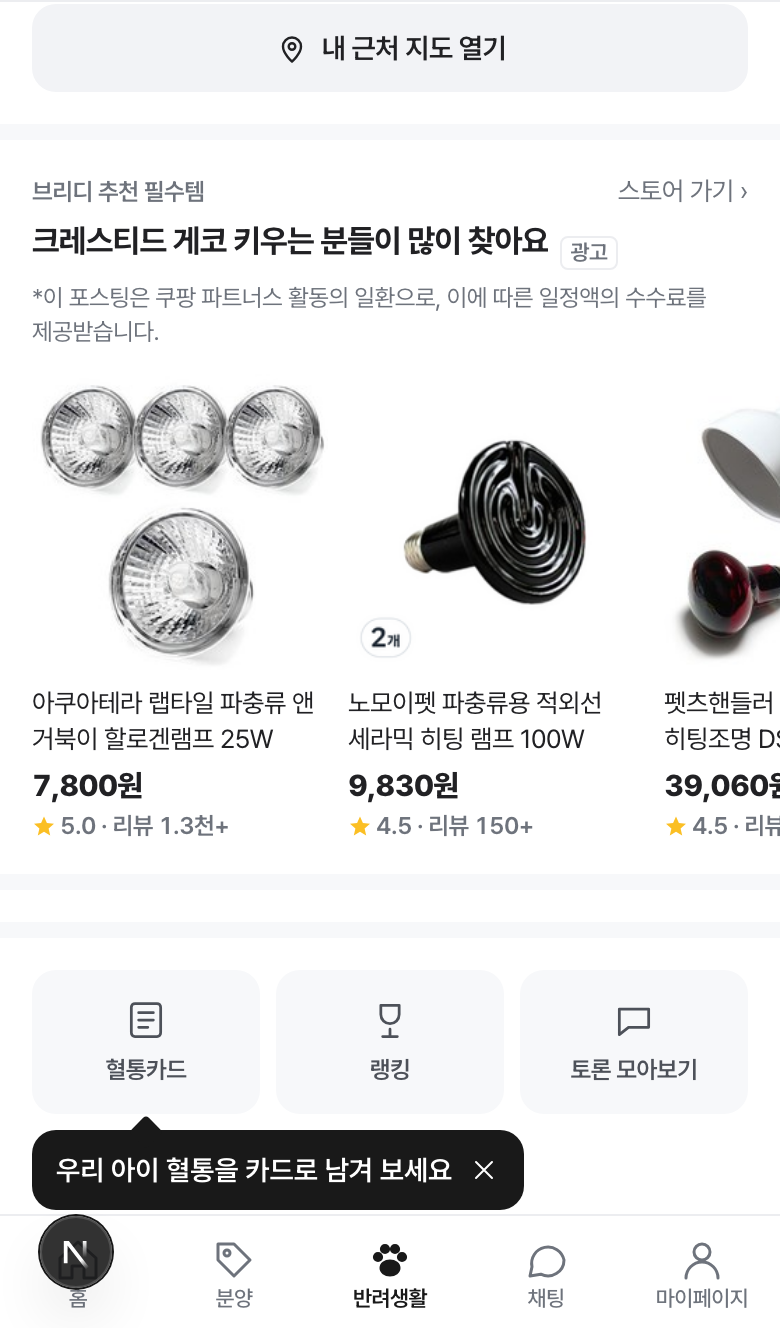 내 근처 지도 열기
브리디 추천 필수템
스토어 가기 ›
크레스티드 게코 키우는 분들이 많이 찾아요 광고
*이 포스팅은 쿠팡 파트너스 활동의 일환으로, 이에 따른 일정액의 수수료를
제공받습니다.
2개
아쿠아테라 랩타일 파충류 앤
거북이 할로겐램프 25W
7,800원
5.0 · 리뷰 1.3천+
노모이펫 파충류용 적외선
세라믹 히팅 램프 100W
9,830원
4.5 · 리뷰 150+
펫츠핸들러
히팅조명 DS
39,060원
4.5 · 리뷰
혈통카드
랭킹
토론 모아보기
우리 아이 혈통을 카드로 남겨 보세요
N
홈
분양
반려생활
채팅
마이페이지